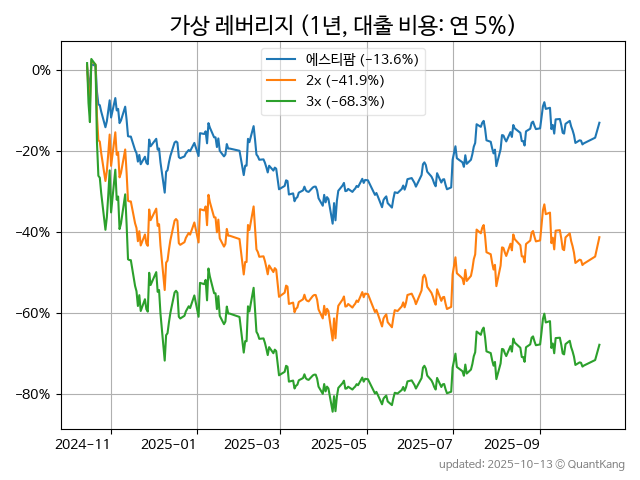 가상 레버리지 (1년, 대출 비용: 연 5%)
에스티팜 (−13.6%)
2x (−41.9%)
3x (−68.3%)
0%
−20%
−40%
−60%
−80%
2024−11 2025−01 2025−03 2025−05 2025−07 2025−09
updated: 2025-10-13 © QuantKang